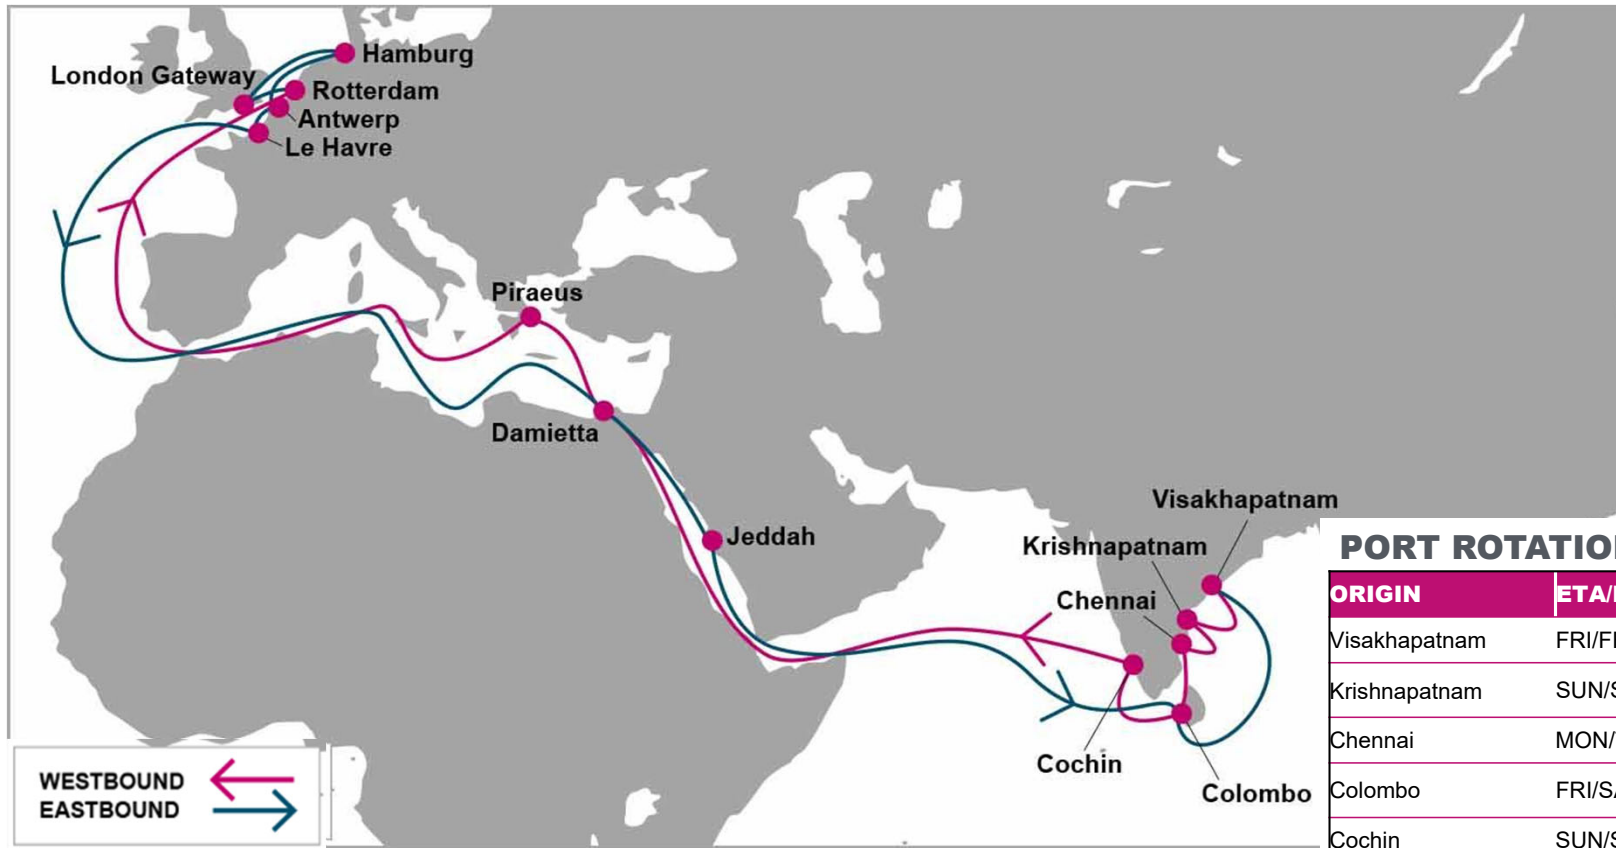 Hamburg
London Gateway
Rotterdam
Antwerp
Le Havre
Piraeus
Damietta
Jeddah
Visakhapatnam
Krishnapatnam
Chennai
Cochin
Colombo
WESTBOUND
EASTBOUND
PORT ROTATION
ORIGIN ETA/
Visakhapatnam FRI/
Krishnapatnam SUN/
Chennai MON/
Colombo FRI/
Cochin SUN/